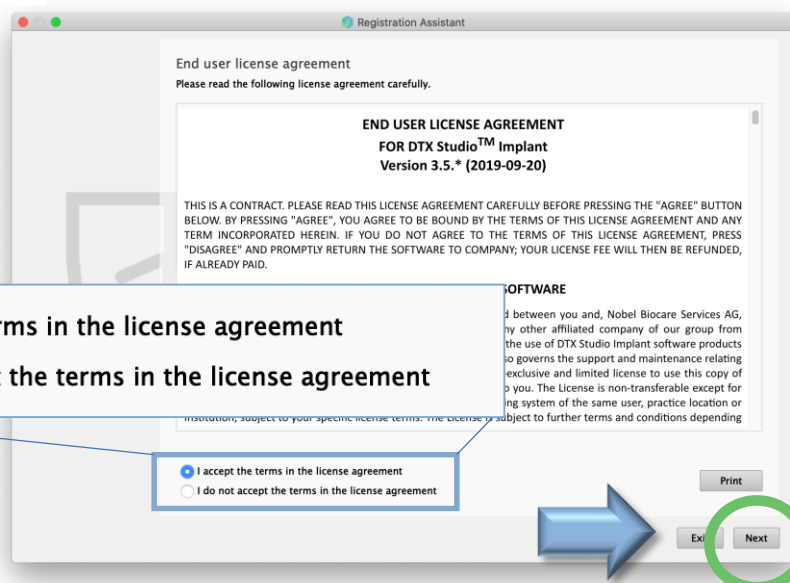 Registration Assistant
End user license agreement
Please read the following license agreement carefully.
END USER LICENSE AGREEMENT
FOR DTX Studio™ Implant
Version 3.5.* (2019-09-20)
THIS IS A CONTRACT. PLEASE READ THIS LICENSE AGREEMENT CAREFULLY BEFORE PRESSING THE "AGREE" BUTTON
BELOW. BY PRESSING "AGREE", YOU AGREE TO BE BOUND BY THE TERMS OF THIS LICENSE AGREEMENT AND ANY
TERM INCORPORATED HEREIN. IF YOU DO NOT AGREE TO THE TERMS OF THIS LICENSE AGREEMENT, PRESS
"DISAGREE" AND PROMPTLY RETURN THE SOFTWARE TO COMPANY; YOUR LICENSE FEE WILL THEN BE REFUNDED,
IF ALREADY PAID.
SOFTWARE
between you and, Nobel Biocare Services AG,
ny other affiliated company of our group from
the use of DTX Studio Implant software products
so governs the support and maintenance relating
exclusive and limited license to use this copy of
o you. The License is non-transferable except for
ing system of the same user, practice location or
institution, subject to your specific license terms. The License is subject to further terms and conditions depending
rms in the license agreement
the terms in the license agreement
I accept the terms in the license agreement
I do not accept the terms in the license agreement
Print
Exit
Next